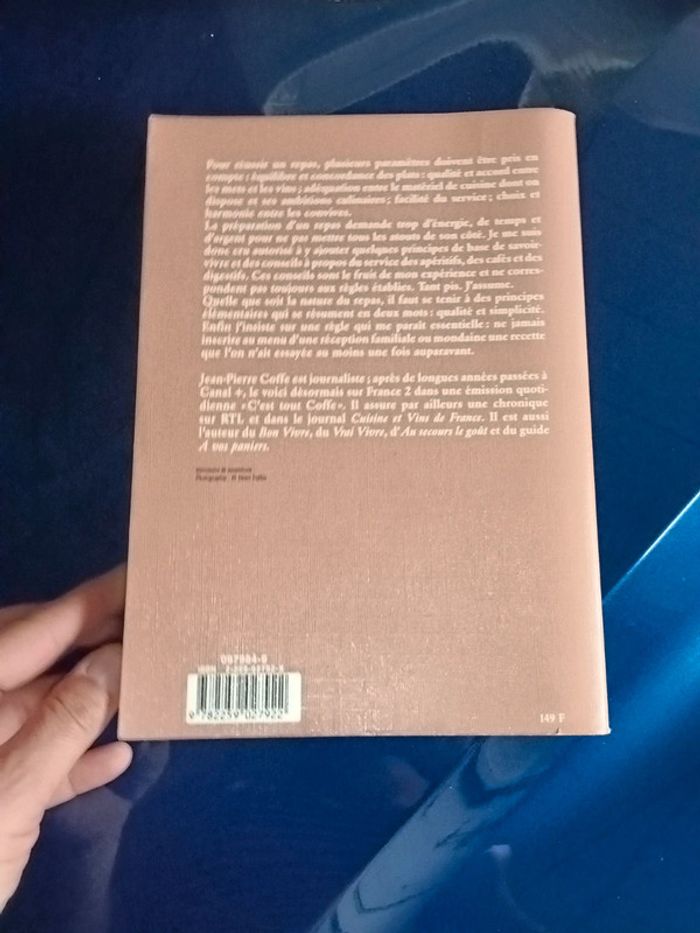 Pour réussir un repas, plusieurs paramètres doivent être pris en
compte : équilibre et concordance des plats : qualité et accord entre
les mets et les vins ; adéquation entre le matériel de cuisine dont on
dispose et ses ambitions culinaires ; facilité du service ; choix et
harmonie entre les convives.
La préparation d'un repas demande trop d'énergie, de temps et
d'argent pour ne pas mettre tous les atouts de son côté. Je me suis
donc cru autorisé à y ajouter quelques principes de base de savoir-
vivre et des conseils à propos du service des apéritifs, des cafés et des
digestifs. Ces conseils sont le fruit de mon expérience et ne corres-
pondent pas toujours aux règles établies. Tant pis. J'assume.
Quelle que soit la nature du repas, il faut se tenir à des principes
élémentaires qui se résument en deux mots : qualité et simplicité.
Enfin j'insiste sur une règle qui me paraît essentielle : ne jamais
inscrire au menu d'une réception familiale ou mondaine une recette
que l'on n'ait essayée au moins une fois auparavant.
Jean-Pierre Coffe est journaliste ; après de longues années passées à
Canal +, le voici désormais sur France 2 dans une émission quoti-
dienne «C'est tout Coffe». Il assure par ailleurs une chronique
sur RTL et dans le journal Cuisine et Vins de France. Il est aussi
l'auteur du Bon Vivre, du Vrai Vivre, d'Au secours le goût et du guide
A vos paniers.
Photographie :
ISBN 2-259-02792-
9 782259 027922
149 F